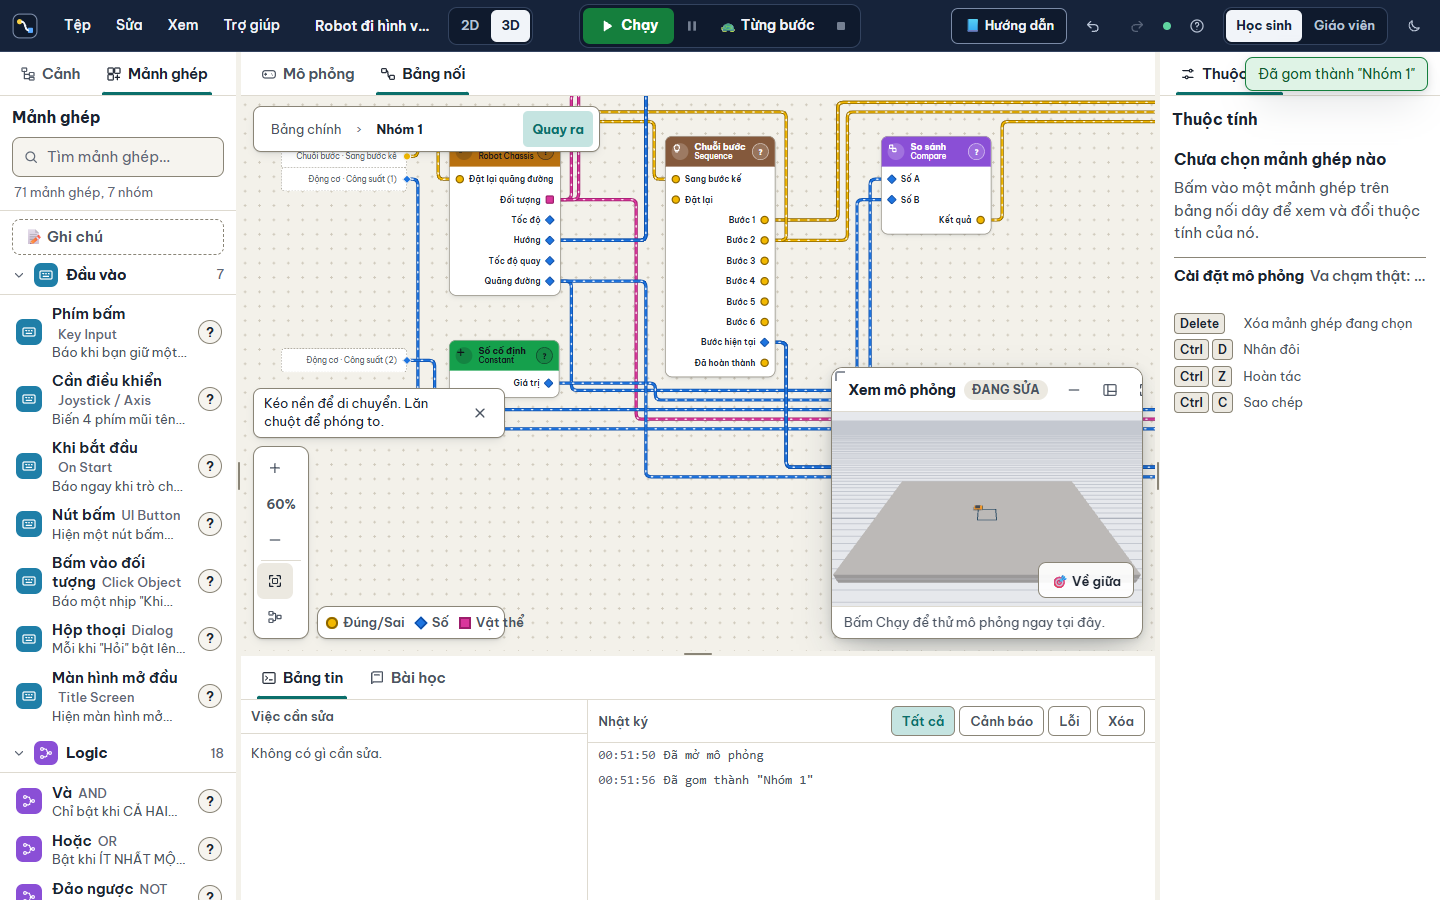 Tệp
Sửa
Xem
Trợ giúp
Robot đi hình v...
2D
3D
Chạy
Từng bước
Hướng dẫn
Học sinh
Giáo viên
Cảnh
Mảnh ghép
Mô phỏng
Bảng nối
Đã gom thành "Nhóm 1"
Mảnh ghép
Tìm mảnh ghép...
71 mảnh ghép, 7 nhóm
Ghi chú
Đầu vào
7
Phím bấm
Key Input
Báo khi bạn giữ một...
?
Cần điều khiển
Joystick / Axis
Biến 4 phím mũi tên...
?
Khi bắt đầu
On Start
Báo ngay khi trò ch...
?
Nút bấm UI Button
Hiện một nút bấm...
?
Bấm vào đối
tượng Click Object
Báo một nhịp "Khi...
?
Hộp thoại Dialog
Mỗi khi "Hỏi" bật lên...
?
Màn hình mở đầu
Title Screen
Hiện màn hình mở...
?
Logic
18
Và AND
Chỉ bật khi CẢ HAI...
?
Hoặc OR
Bật khi ÍT NHẤT MỘ...
?
Đảo ngược NOT
?
Bảng chính
›
Nhóm 1
Quay ra
Chuỗi bước · Sang bước kế
Động cơ · Công suất (1)
Động cơ · Công suất (2)
Robot Chassis
?
Đặt lại quãng đường
Đối tượng
Tốc độ
Hướng
Tốc độ quay
Quãng đường
Số cố định
Constant
?
Giá trị
Chuỗi bước
Sequence
?
Sang bước kế
Đặt lại
Bước 1
Bước 2
Bước 3
Bước 4
Bước 5
Bước 6
Bước hiện tại
Đã hoàn thành
So sánh
Compare
?
Số A
Số B
Kết quả
Kéo nền để di chuyển. Lăn
chuột để phóng to.
60%
Đúng/Sai
Số
Vật thể
Xem mô phỏng
ĐANG SỬA
Về giữa
Bấm Chạy để thử mô phỏng ngay tại đây.
Bảng tin
Bài học
Việc cần sửa
Không có gì cần sửa.
Nhật ký
Tất cả
Cảnh báo
Lỗi
Xóa
00:51:50 Đã mở mô phỏng
00:51:56 Đã gom thành "Nhóm 1"
Thuộc tính
Chưa chọn mảnh ghép nào
Bấm vào một mảnh ghép trên
bảng nối dây để xem và đổi thuộc
tính của nó.
Cài đặt mô phỏng Va chạm thật: ...
Delete Xóa mảnh ghép đang chọn
Ctrl D Nhân đôi
Ctrl Z Hoàn tác
Ctrl C Sao chép